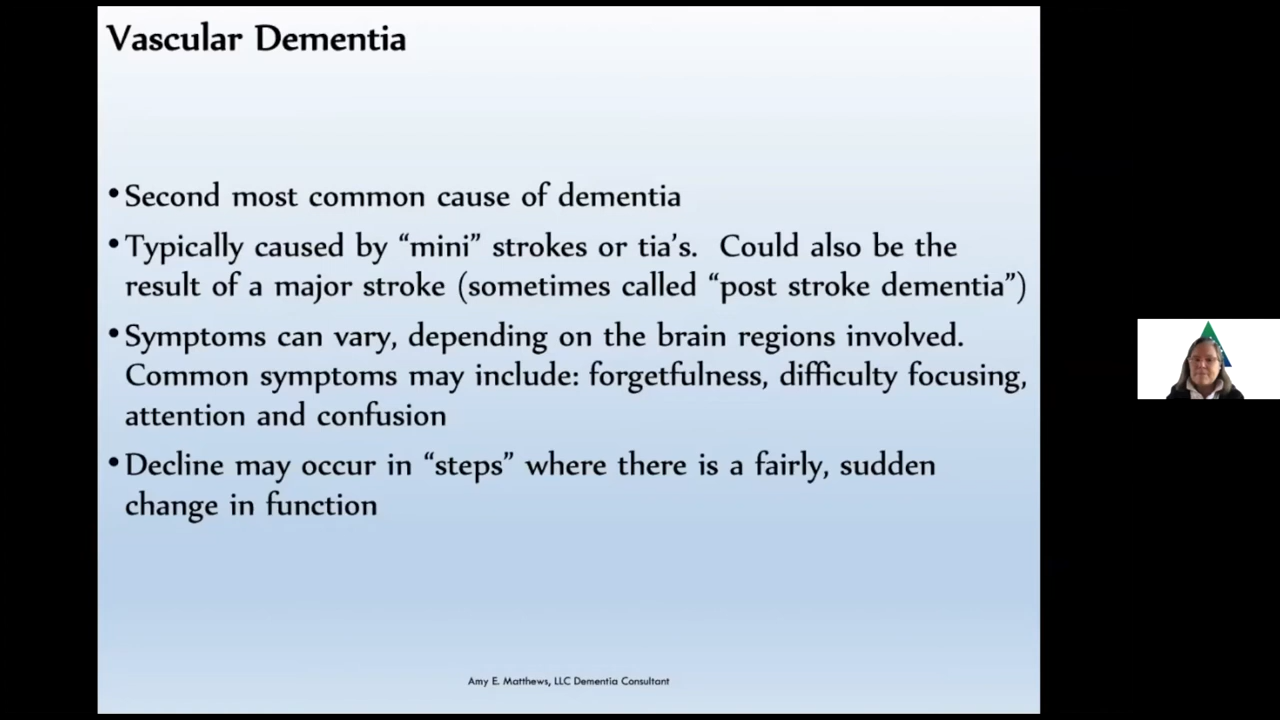 Vascular Dementia
•Second most common cause of dementia
•Typically caused by “mini” strokes or tia’s.  Could also be the
result of a major stroke (sometimes called “post stroke dementia”)
•Symptoms can vary, depending on the brain regions involved.
Common symptoms may include: forgetfulness, difficulty focusing,
attention and confusion
•Decline may occur in “steps” where there is a fairly, sudden
change in function
Amy E. Matthews, LLC Dementia Consultant